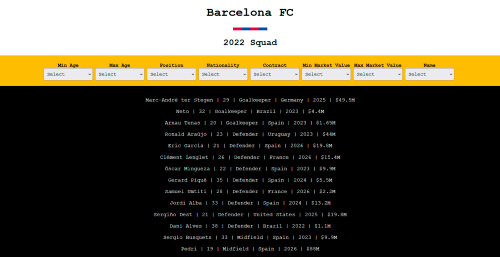 Barcelona FC
2022 Squad
Min Age Max Age Position Nationality Contract Min Market Value Max Market Value Name
Select Select Select Select Select Select Select Select
Marc-André ter Stegen | 29 | Goalkeeper | Germany | 2025 | $49.5M
Neto | 32 | Goalkeeper | Brazil | 2023 | $4.4M
Arnau Tenas | 20 | Goalkeeper | Spain | 2023 | $1.65M
Ronald Araújo | 23 | Defender | Uruguay | 2023 | $44M
Eric García | 21 | Defender | Spain | 2026 | $19.8M
Clément Lenglet | 26 | Defender | France | 2026 | $15.4M
Óscar Mingueza | 22 | Defender | Spain | 2023 | $9.9M
Gerard Piqué | 35 | Defender | Spain | 2024 | $5.5M
Samuel Umtiti | 28 | Defender | France | 2026 | $2.2M
Jordi Alba | 33 | Defender | Spain | 2024 | $13.2M
Sergiño Dest | 21 | Defender | United States | 2025 | $19.8M
Dani Alves | 38 | Defender | Brazil | 2022 | $1.1M
Sergio Busquets | 33 | Midfield | Spain | 2023 | $9.9M
Pedri | 19 | Midfield | Spain | 2026 | $88M